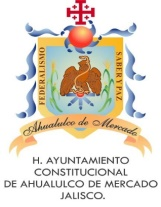 FEDERALISMO
SABER Y PAZ
Ahualulco de Mercado
H. AYUNTAMIENTO
CONSTITUCIONAL
DE AHUALULCO DE MERCADO
JALISCO.